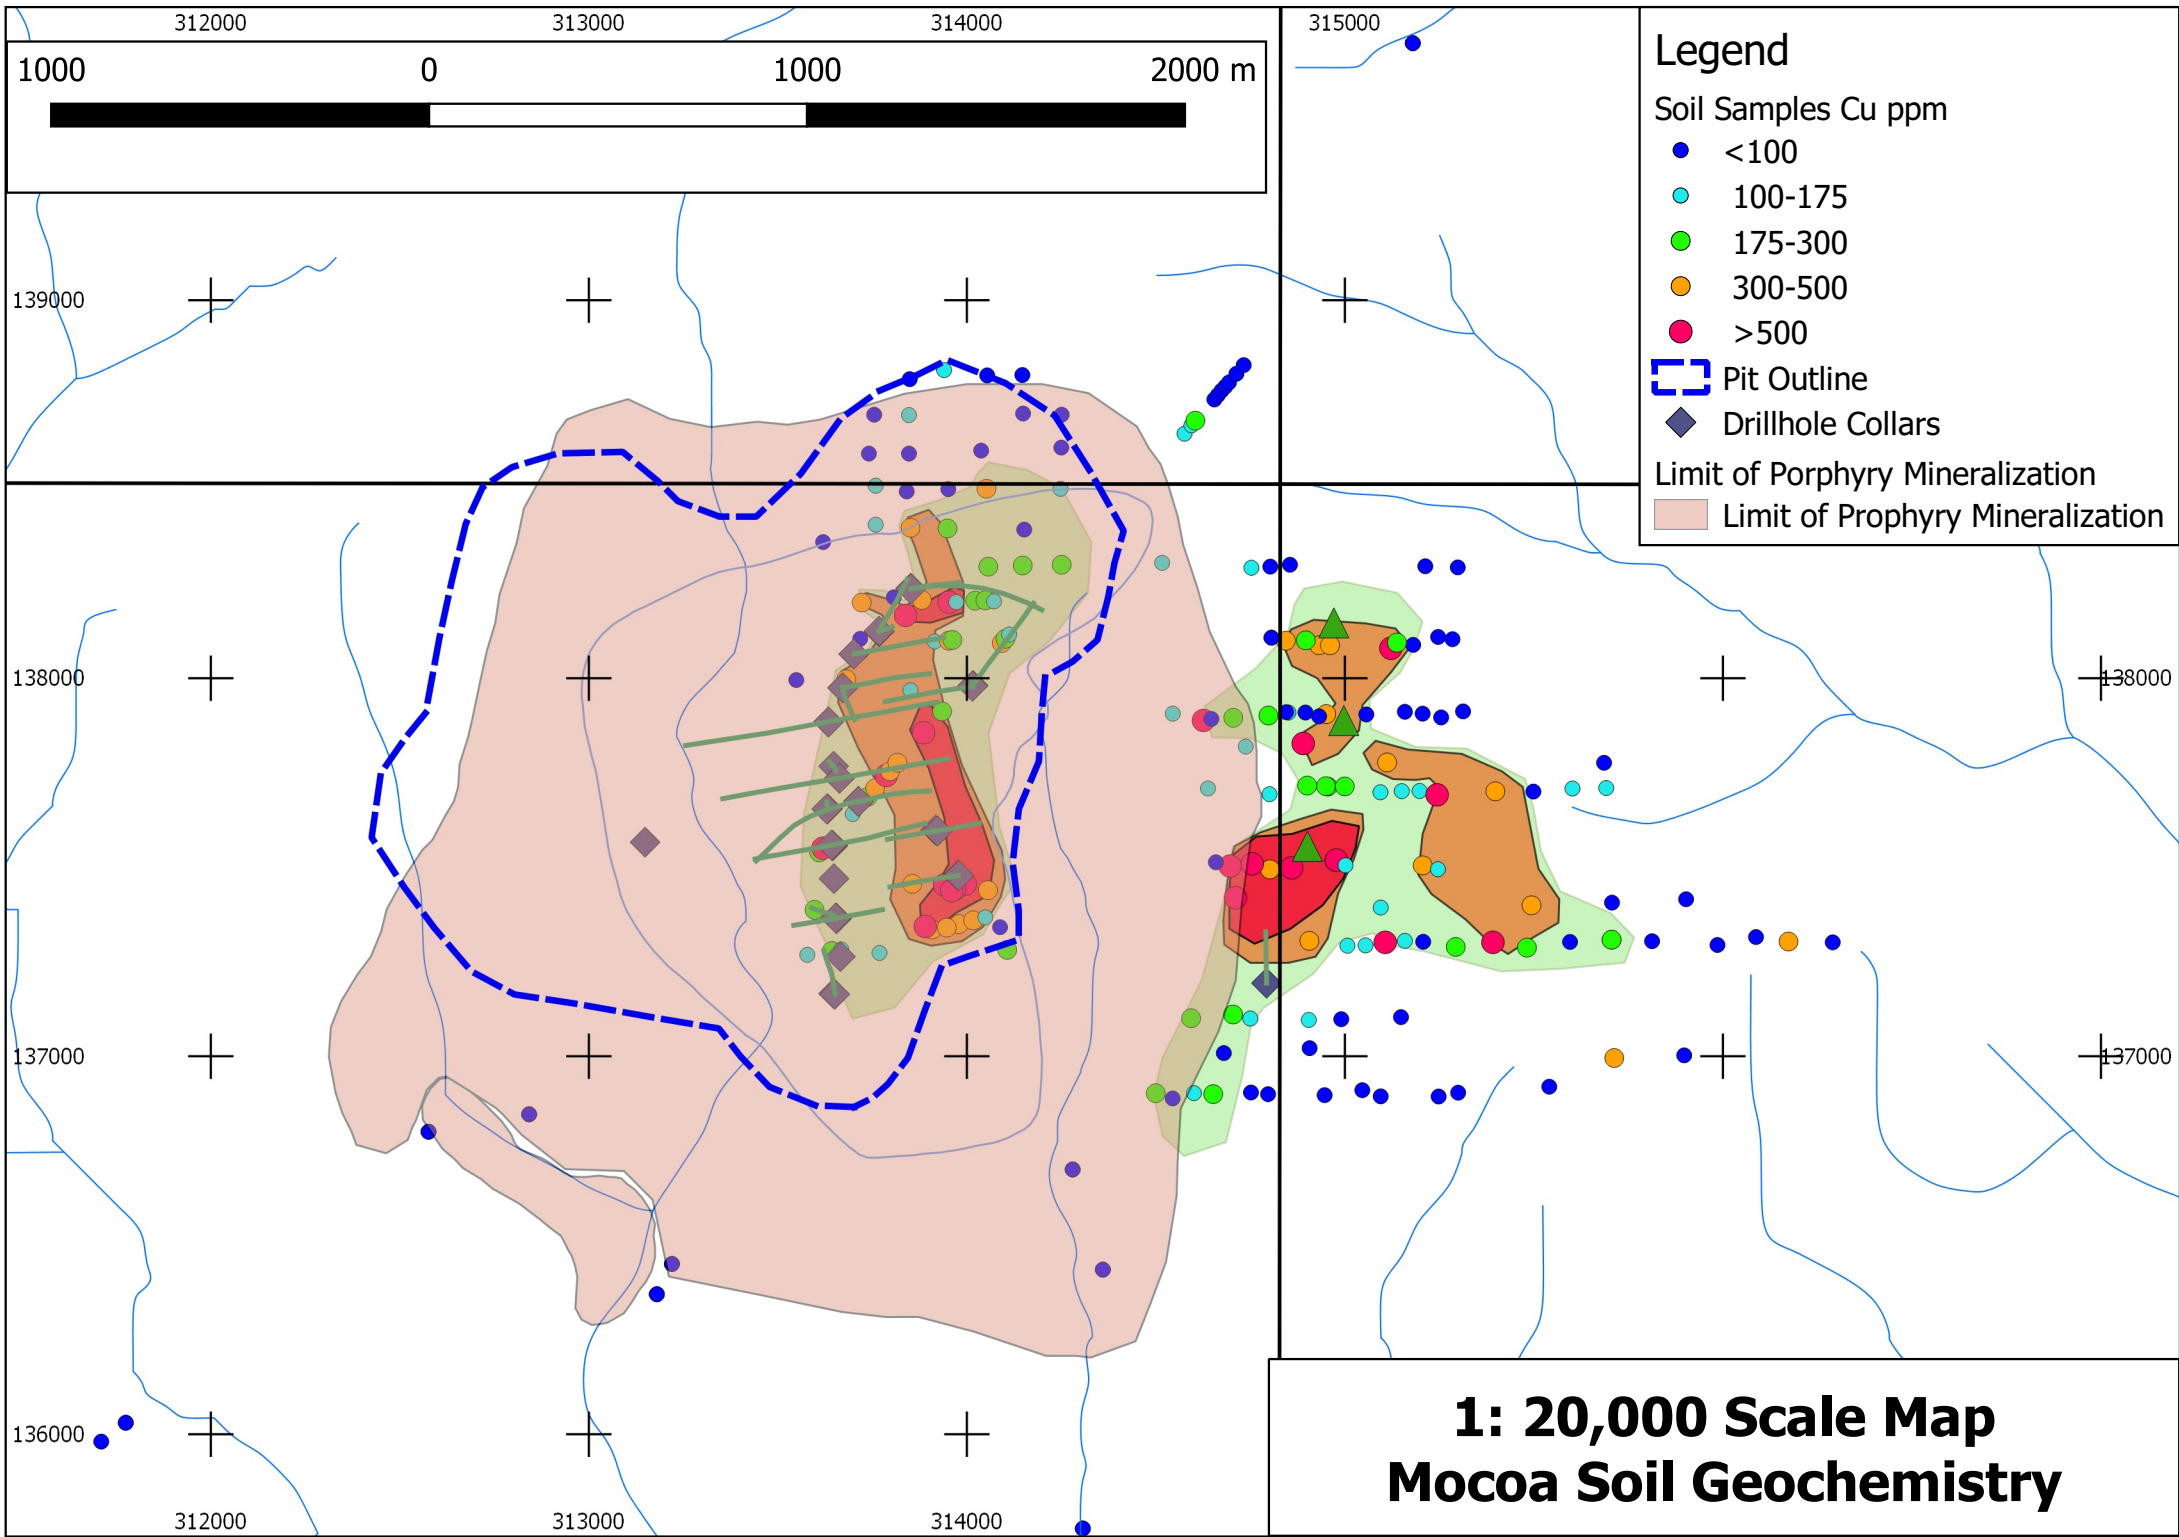 312000 313000 314000 315000
1000 0 1000 2000 m
Legend
Soil Samples Cu ppm
<100
100-175
175-300
300-500
>500
Pit Outline
Drillhole Collars
Limit of Porphyry Mineralization
Limit of Prophyry Mineralization
139000
138000 138000
137000 137000
136000
1: 20,000 Scale Map
Mocoa Soil Geochemistry
312000 313000 314000